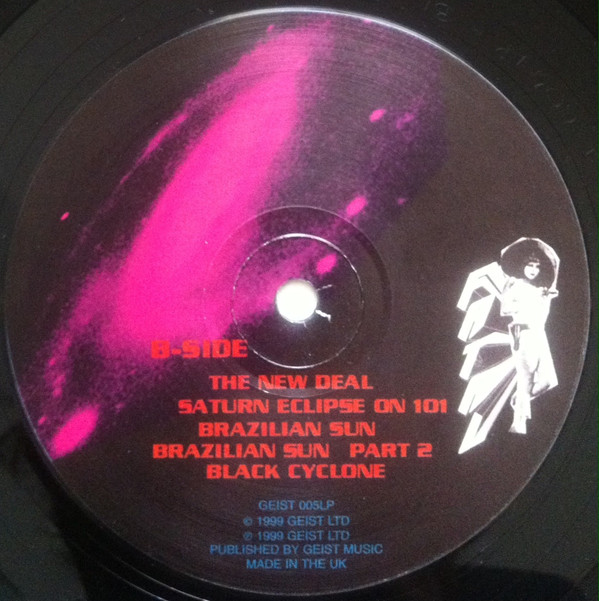 B-SIDE
THE NEW DEAL
SATURN ECLIPSE ON 101
BRAZILIAN SUN
BRAZILIAN SUN PART 2
BLACK CYCLONE
GEIST 005LP
© 1999 GEIST LTD
℗ 1999 GEIST LTD
PUBLISHED BY GEIST MUSIC
MADE IN THE UK